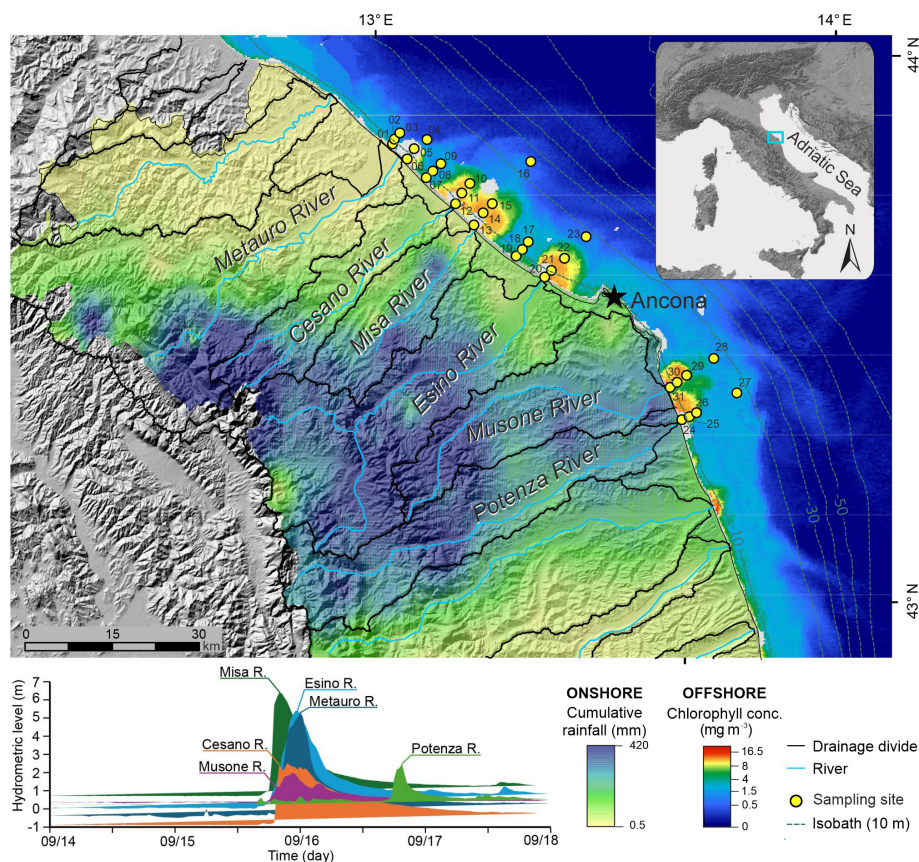 13° E
14° E
44° N
43° N
02
01
03
04
05
06
09
08
07
10
11
12
13
14
15
16
17
18
19
20
21
22
23
28
29
30
31
27
26
25
24
Metauro River
Cesano River
Misa River
Esino River
Musone River
Potenza River
Ancona
Adriatic Sea
N
10
30
50
0 15 30
km
Misa R.
Esino R.
Metauro R.
Cesano R.
Musone R.
Potenza R.
Hydrometric level (m)
7
6
5
4
3
2
1
0
-1
09/14 09/15 09/16 09/17 09/18
Time (day)
ONSHORE
Cumulative
rainfall (mm)
420
0.5
OFFSHORE
Chlorophyll conc.
(mg m⁻³)
16.5
8
4
2
1.5
1
0.5
0
Drainage divide
River
Sampling site
Isobath (10 m)